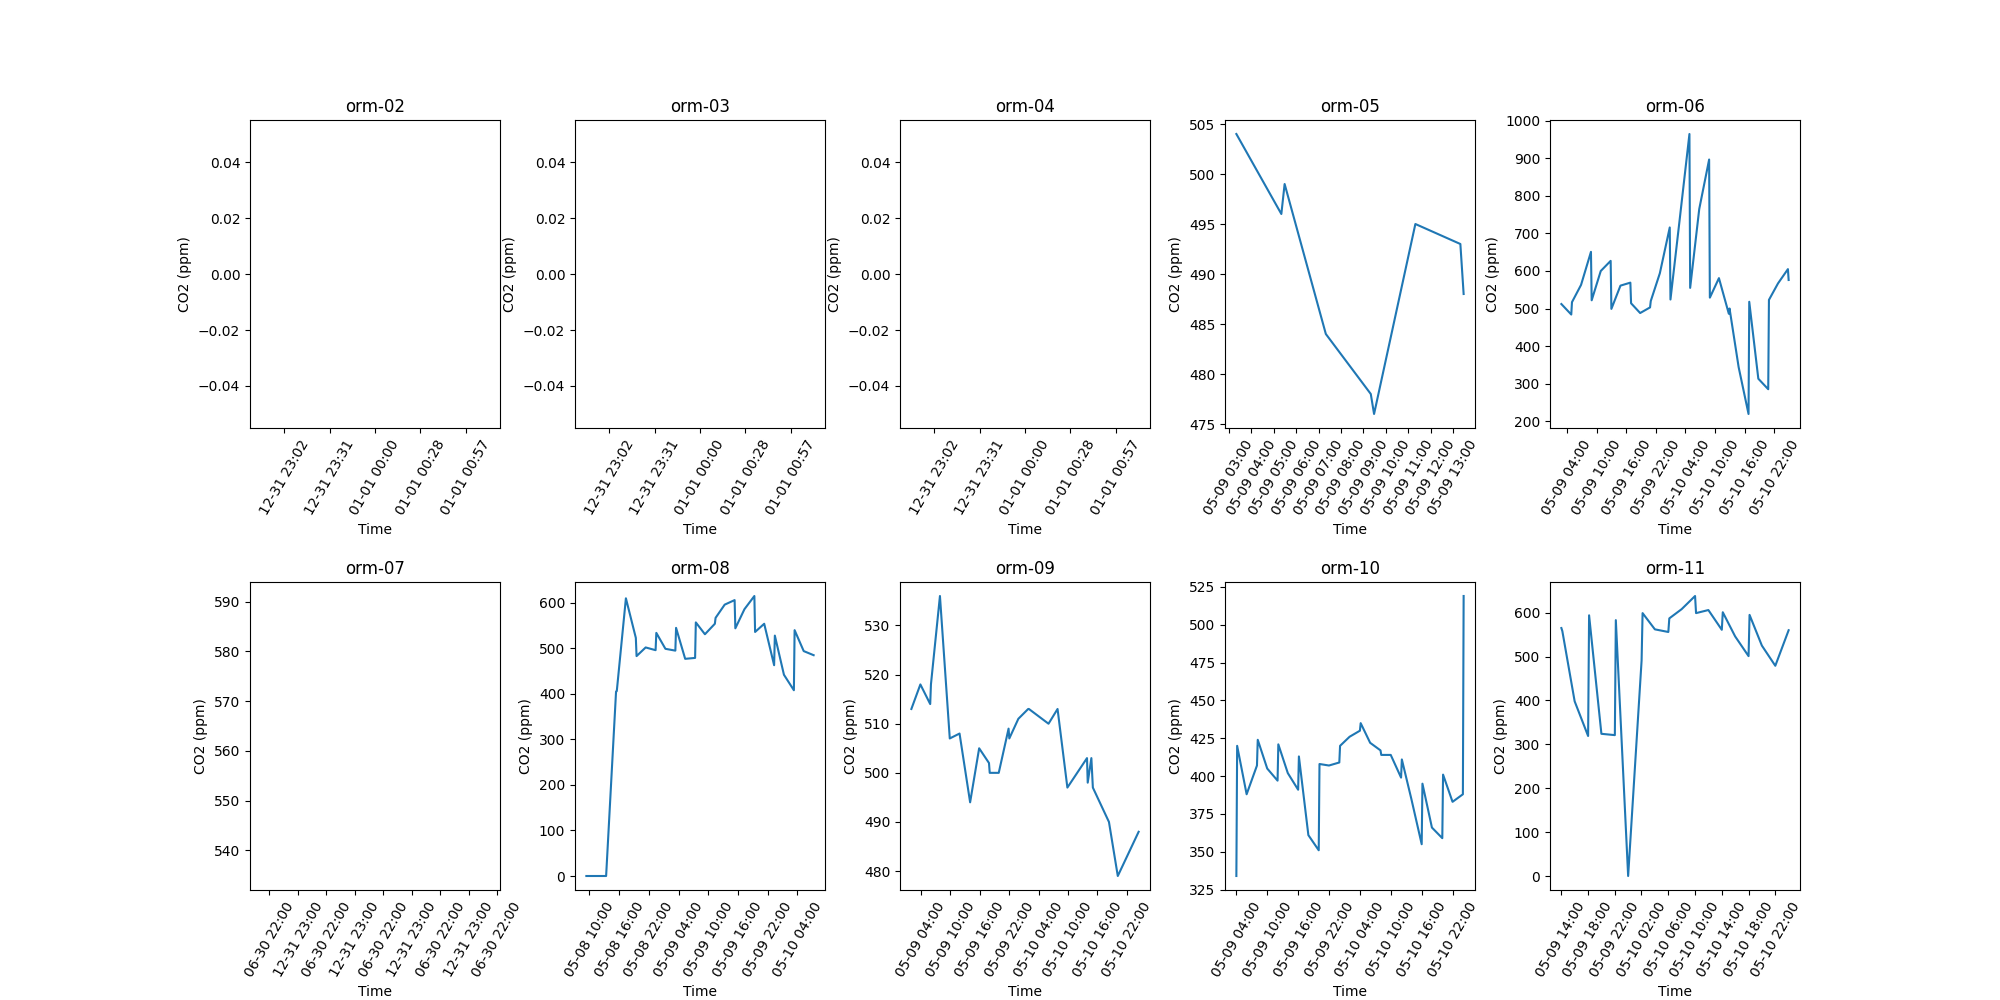 orm-02 orm-03 orm-04 orm-05 orm-06
0.04
0.02
0.00
−0.02
−0.04
CO2 (ppm)
12-31 23:02 12-31 23:31 01-01 00:00 01-01 00:28 01-01 00:57
Time
0.04
0.02
0.00
−0.02
−0.04
CO2 (ppm)
12-31 23:02 12-31 23:31 01-01 00:00 01-01 00:28 01-01 00:57
Time
0.04
0.02
0.00
−0.02
−0.04
CO2 (ppm)
12-31 23:02 12-31 23:31 01-01 00:00 01-01 00:28 01-01 00:57
Time
505
500
495
490
485
480
475
CO2 (ppm)
05-09 03:00 05-09 04:00 05-09 05:00 05-09 06:00 05-09 07:00 05-09 08:00 05-09 09:00 05-09 10:00 05-09 11:00 05-09 12:00 05-09 13:00
Time
1000
900
800
700
600
500
400
300
200
CO2 (ppm)
05-09 04:00 05-09 10:00 05-09 16:00 05-09 22:00 05-10 04:00 05-10 10:00 05-10 16:00 05-10 22:00
Time
orm-07 orm-08 orm-09 orm-10 orm-11
590
580
570
560
550
540
CO2 (ppm)
06-30 22:00 12-31 23:00 06-30 22:00 12-31 23:00 06-30 22:00 12-31 23:00 06-30 22:00 12-31 23:00 06-30 22:00
Time
600
500
400
300
200
100
0
CO2 (ppm)
05-08 10:00 05-08 16:00 05-08 22:00 05-09 04:00 05-09 10:00 05-09 16:00 05-09 22:00 05-10 04:00
Time
530
520
510
500
490
480
CO2 (ppm)
05-09 04:00 05-09 10:00 05-09 16:00 05-09 22:00 05-10 04:00 05-10 10:00 05-10 16:00 05-10 22:00
Time
525
500
475
450
425
400
375
350
325
CO2 (ppm)
05-09 04:00 05-09 10:00 05-09 16:00 05-09 22:00 05-10 04:00 05-10 10:00 05-10 16:00 05-10 22:00
Time
600
500
400
300
200
100
0
CO2 (ppm)
05-09 14:00 05-09 18:00 05-09 22:00 05-10 02:00 05-10 06:00 05-10 10:00 05-10 14:00 05-10 18:00 05-10 22:00
Time